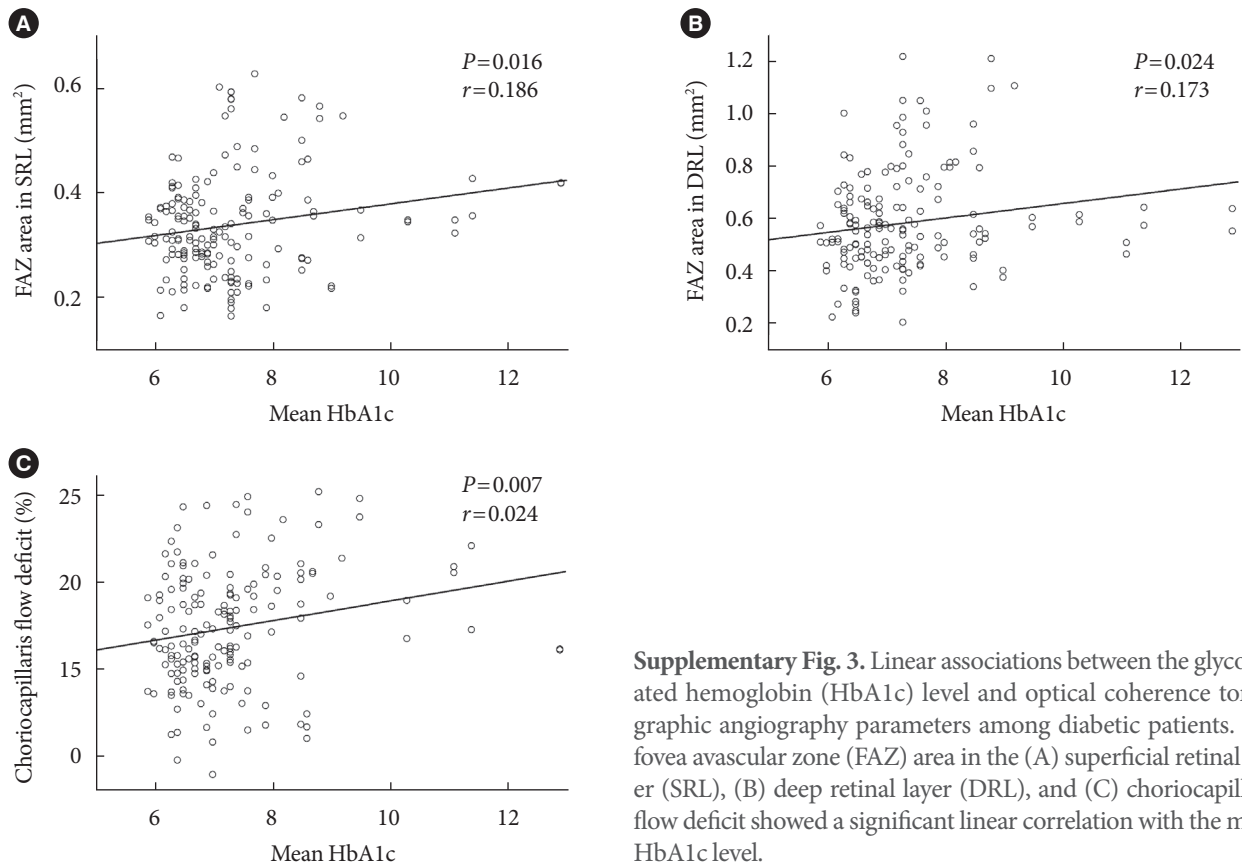 A
P=0.016
r=0.186
FAZ area in SRL (mm²)
0.6
0.4
0.2
6 8 10 12
Mean HbA1c
B
P=0.024
r=0.173
FAZ area in DRL (mm²)
1.2
1.0
0.8
0.6
0.4
0.2
6 8 10 12
Mean HbA1c
C
P=0.007
r=0.024
Choriocapillaris flow deficit (%)
25
20
15
0
6 8 10 12
Mean HbA1c
Supplementary Fig. 3. Linear associations between the glyco
ated hemoglobin (HbA1c) level and optical coherence to
graphic angiography parameters among diabetic patients.
fovea avascular zone (FAZ) area in the (A) superficial retinal
er (SRL), (B) deep retinal layer (DRL), and (C) choriocapill
flow deficit showed a significant linear correlation with the m
HbA1c level.